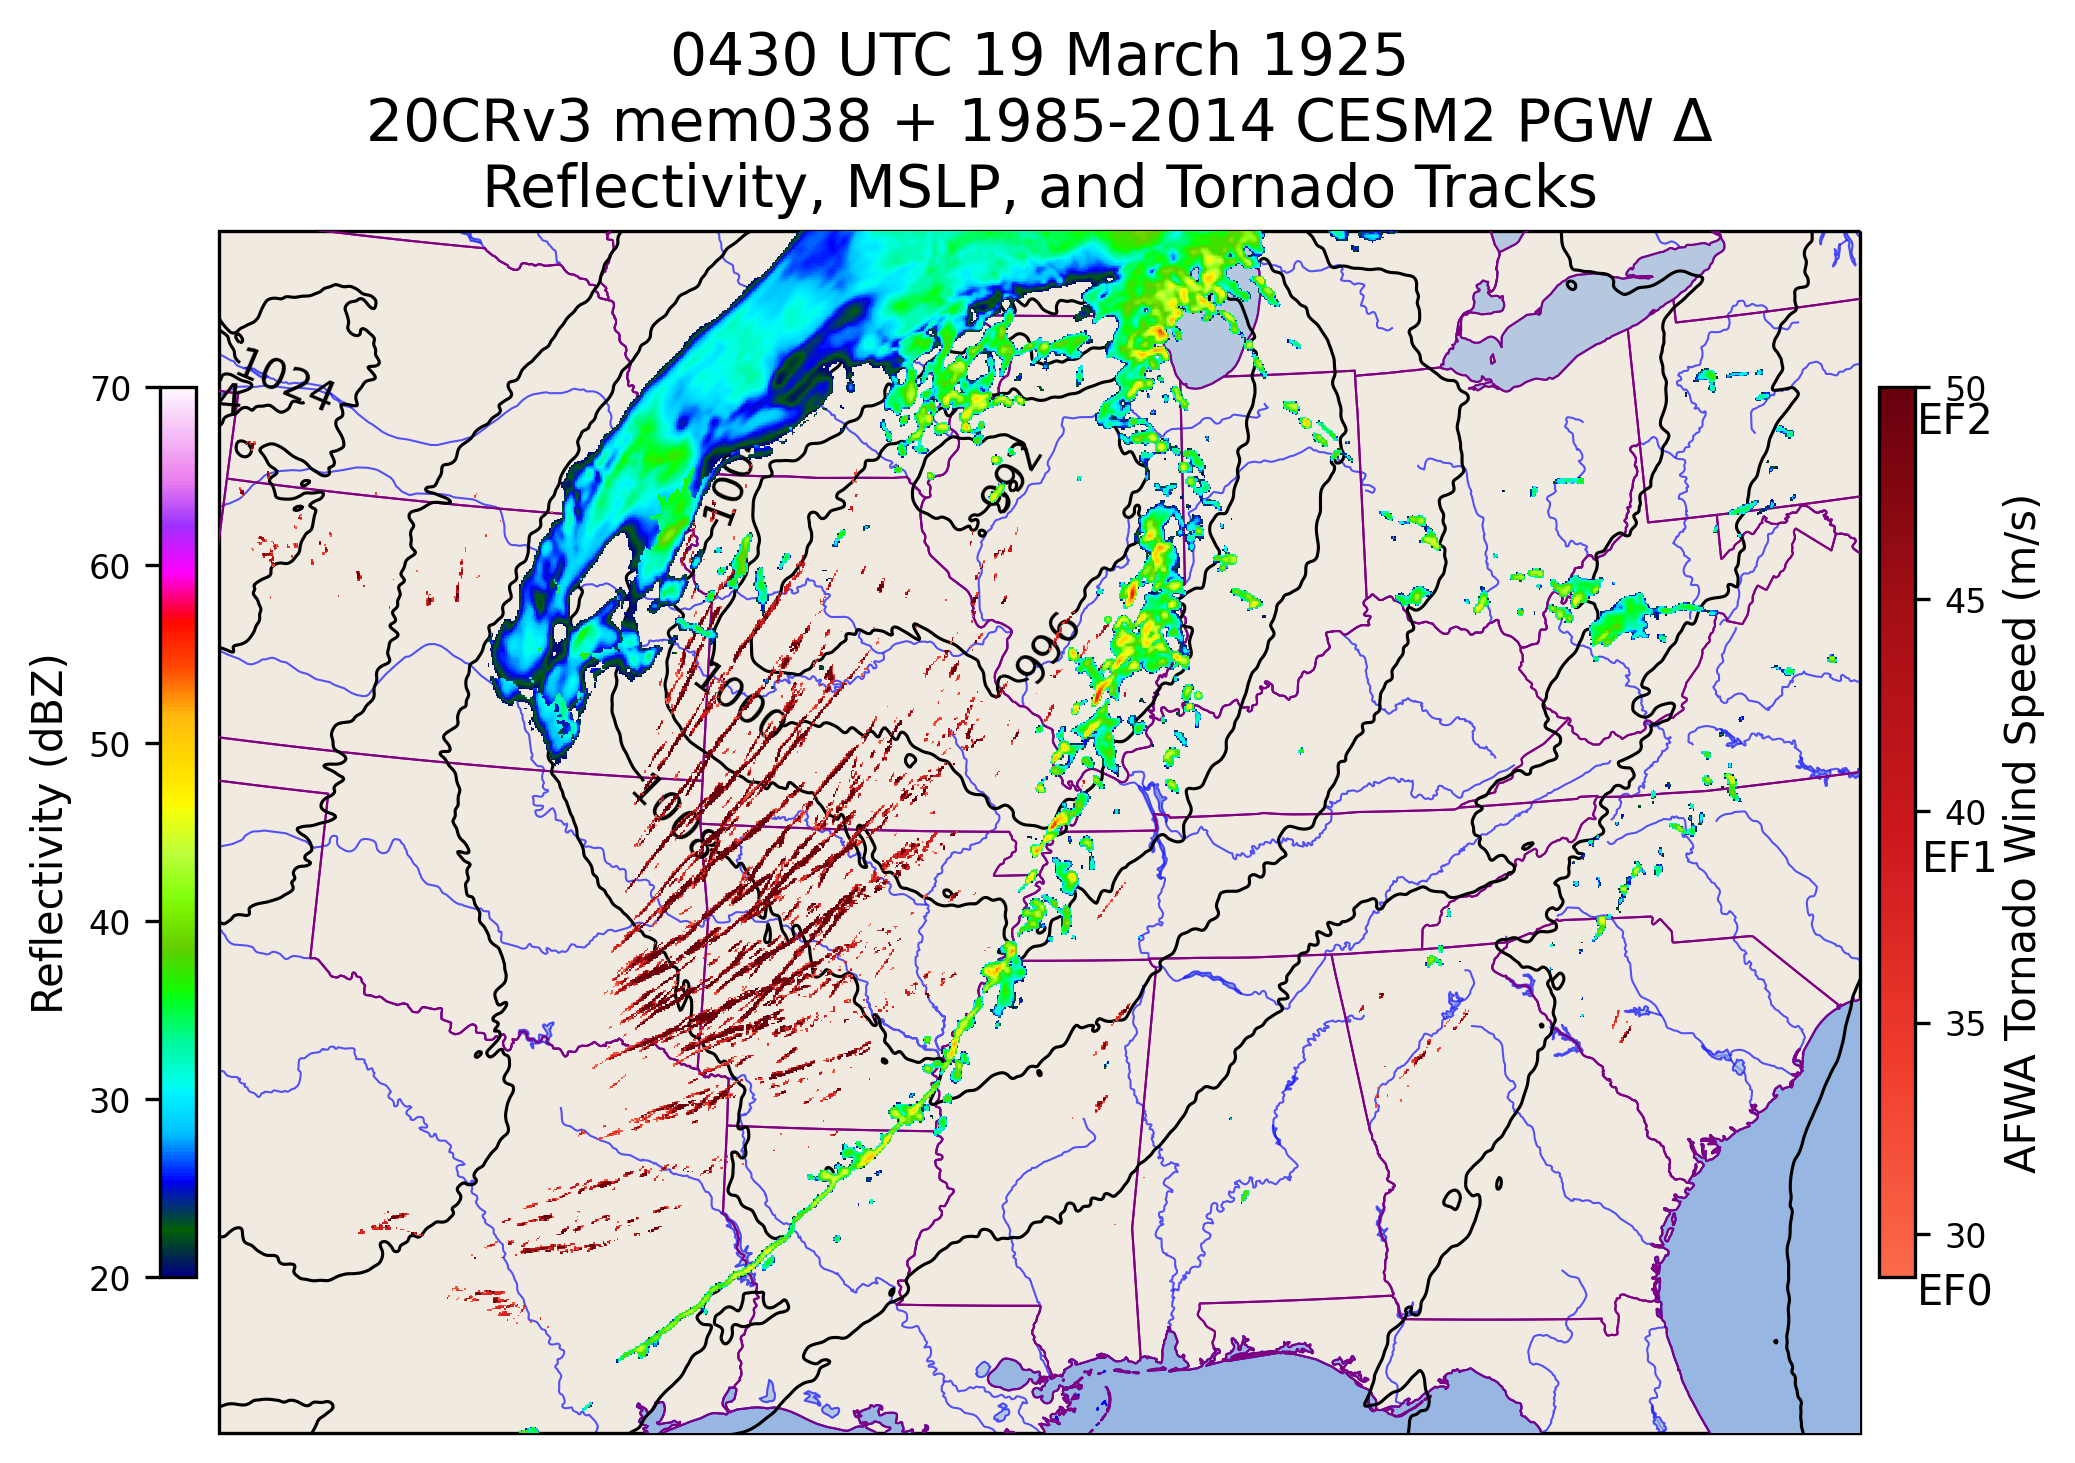 0430 UTC 19 March 1925
20CRv3 mem038 + 1985-2014 CESM2 PGW Δ
Reflectivity, MSLP, and Tornado Tracks
Reflectivity (dBZ)
70
60
50
40
30
20
1024
992
996
1000
1008
50
EF2
45
40
EF1
35
30
EF0
AFWA Tornado Wind Speed (m/s)